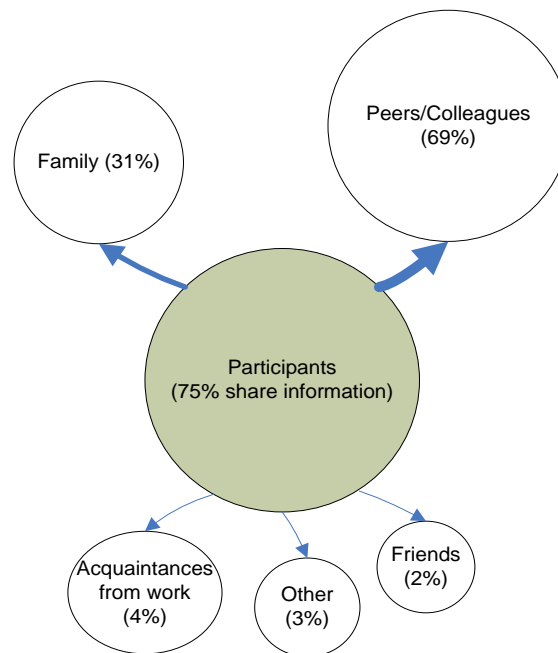 Peers/Colleagues
(69%)
Family (31%)
Participants
(75% share information)
Acquaintances
from work
(4%)
Other
(3%)
Friends
(2%)